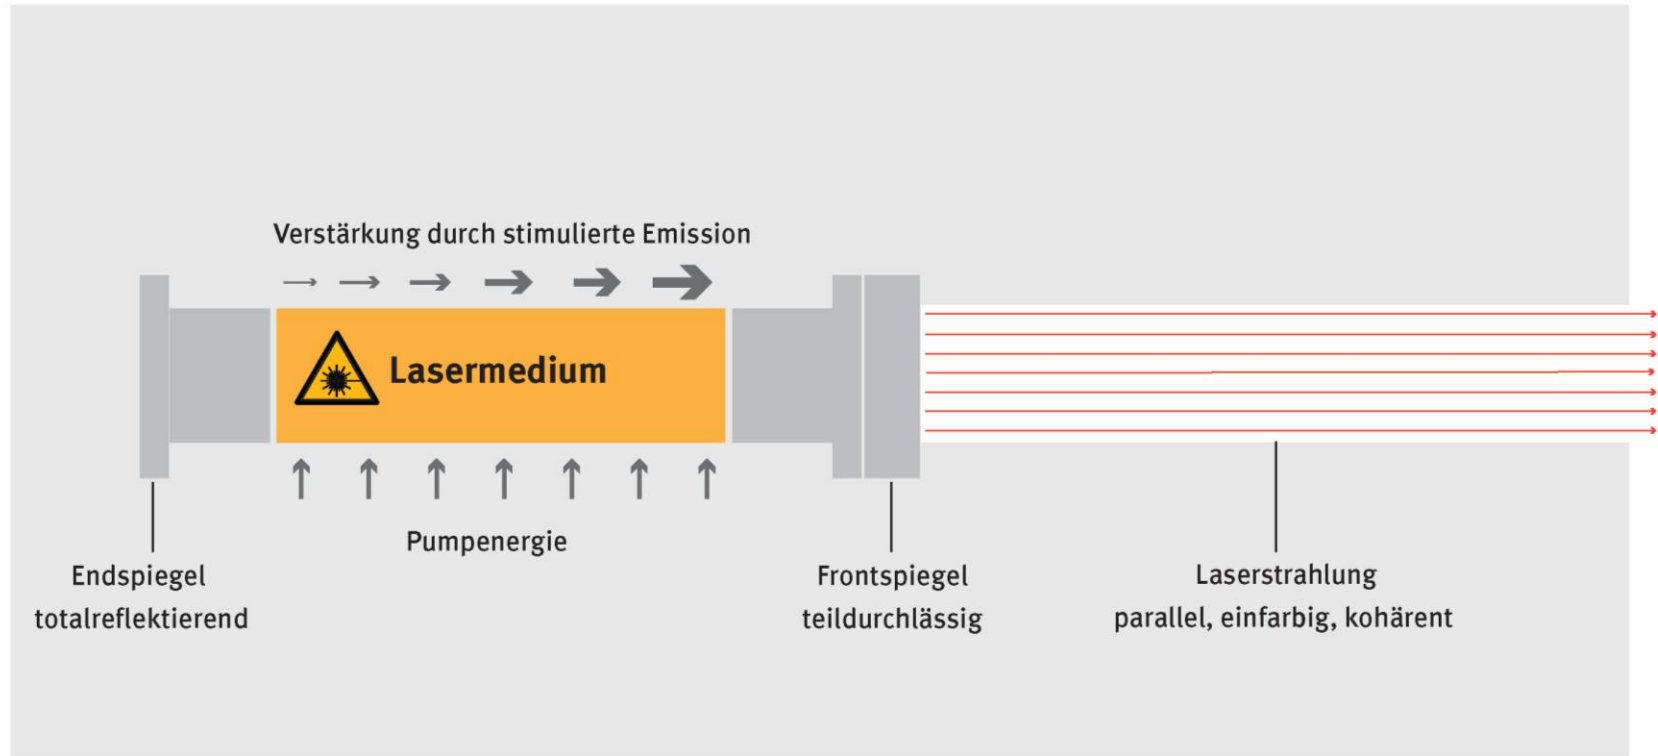 Verstärkung durch stimulierte Emission
Lasermedium
Pumpenergie
Endspiegel
totalreflektierend
Frontspiegel
teildurchlässig
Laserstrahlung
parallel, einfarbig, kohärent